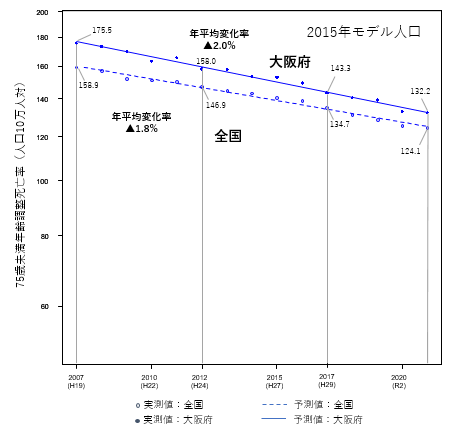 75歳未満年齢調整死亡率（人口10万人対）
200
180
160
140
120
100
80
60
2015年モデル人口
175.5
年平均変化率
▲2.0%
158.0
大阪府
143.3
132.2
158.9
146.9
年平均変化率
▲1.8%
全国
134.7
124.1
2007
(H19)
2010
(H22)
2012
(H24)
2015
(H27)
2017
(H29)
2020
(R2)
実測値：全国
予測値：全国
実測値：大阪府
予測値：大阪府